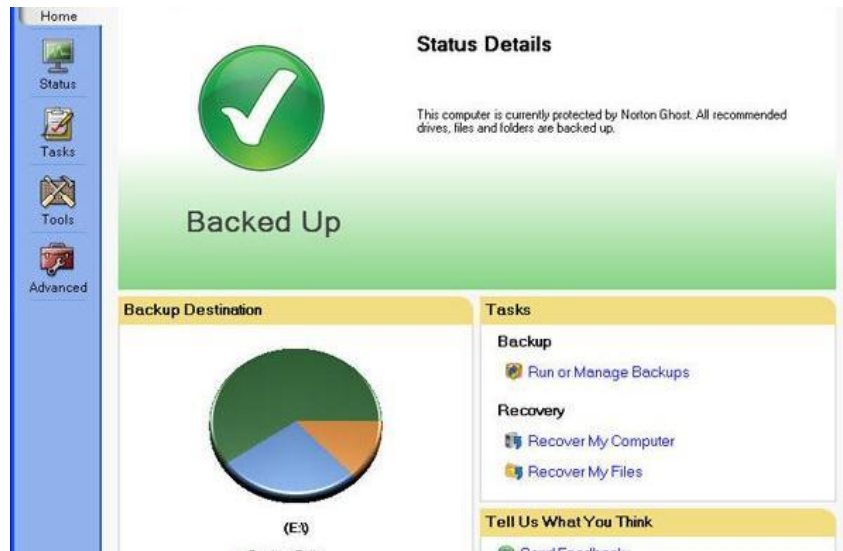 Home
Status
Tasks
Tools
Advanced
Status Details
This computer is currently protected by Norton Ghost. All recommended
drives, files and folders are backed up.
Backed Up
Backup Destination
(E:\)
Tasks
Backup
Run or Manage Backups
Recovery
Recover My Computer
Recover My Files
Tell Us What You Think